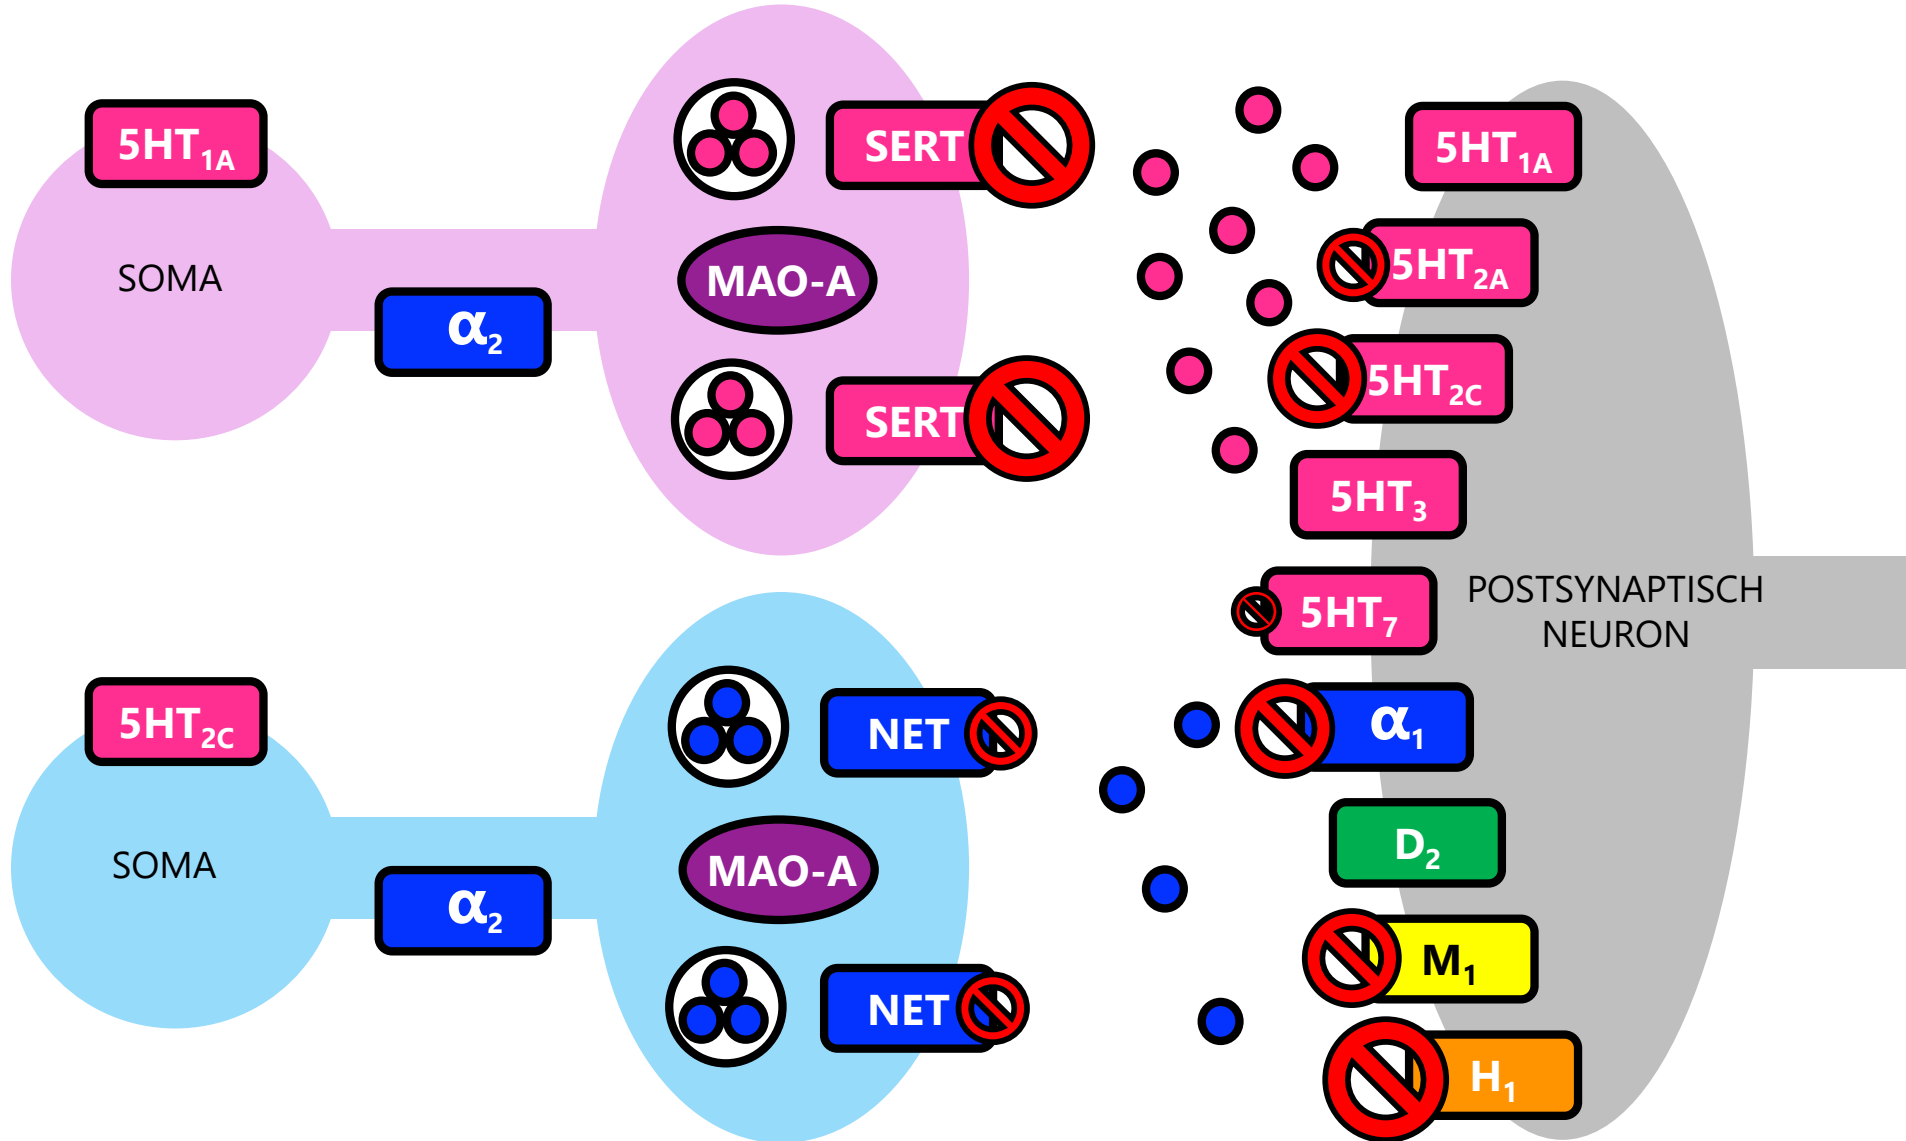 5HT1A
SOMA
α2
SERT
MAO-A
SERT
5HT1A
5HT2A
5HT2C
5HT3
5HT7
POSTSYNAPTISCH
NEURON
5HT2C
SOMA
α2
NET
MAO-A
NET
α1
D2
M1
H1